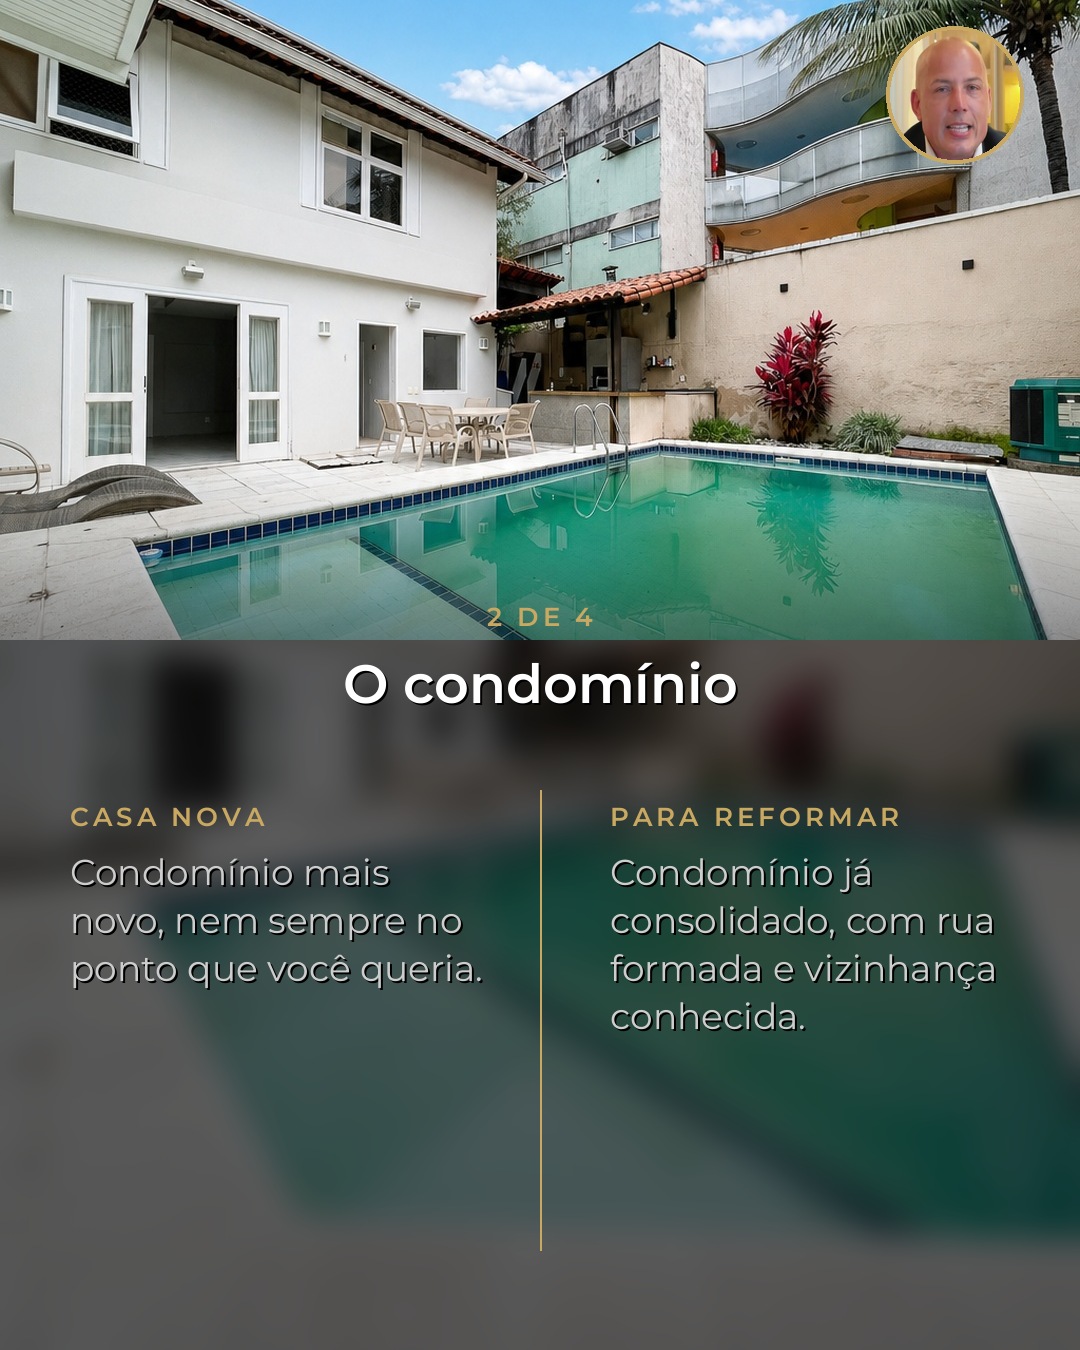 2 DE 4
O condomínio
CASA NOVA
Condomínio mais
novo, nem sempre no
ponto que você queria.
PARA REFORMAR
Condomínio já
consolidado, com rua
formada e vizinhança
conhecida.